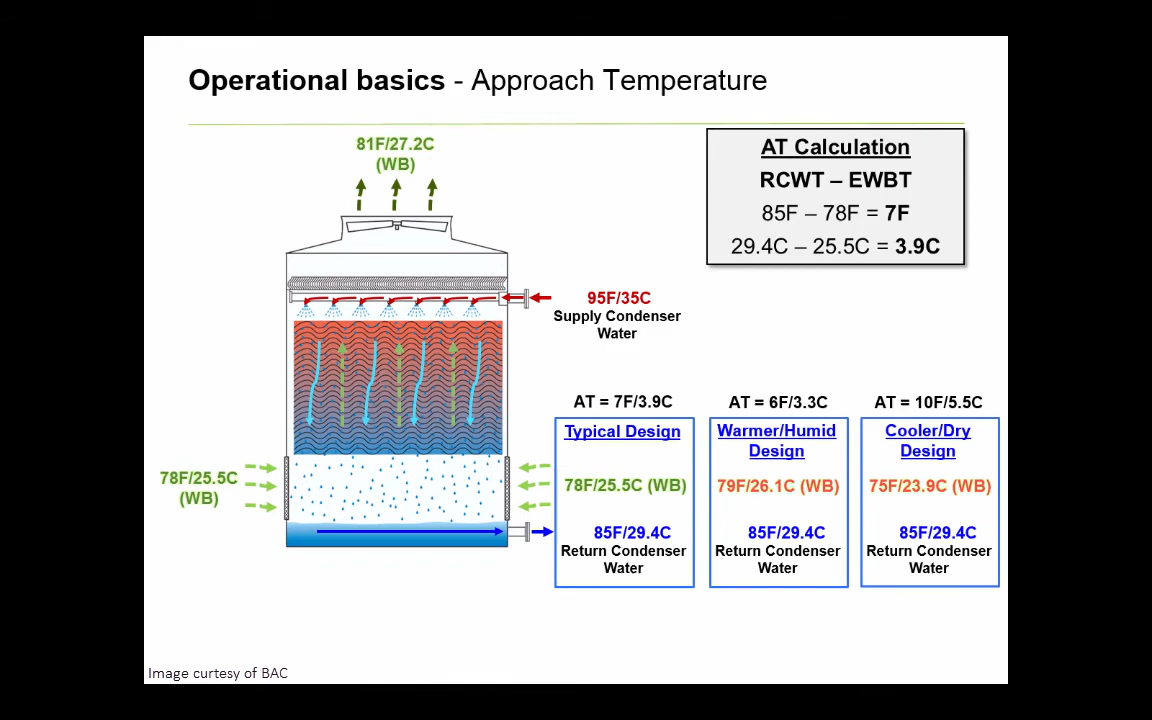 Operational basics - Approach Temperature
81F/27.2C
(WB)
AT Calculation
RCWT – EWBT
85F – 78F = 7F
29.4C – 25.5C = 3.9C
95F/35C
Supply Condenser
Water
78F/25.5C
(WB)
AT = 7F/3.9C
Typical Design
78F/25.5C (WB)
85F/29.4C
Return Condenser
Water
AT = 6F/3.3C
Warmer/Humid
Design
79F/26.1C (WB)
85F/29.4C
Return Condenser
Water
AT = 10F/5.5C
Cooler/Dry
Design
75F/23.9C (WB)
85F/29.4C
Return Condenser
Water
Image curtesy of BAC